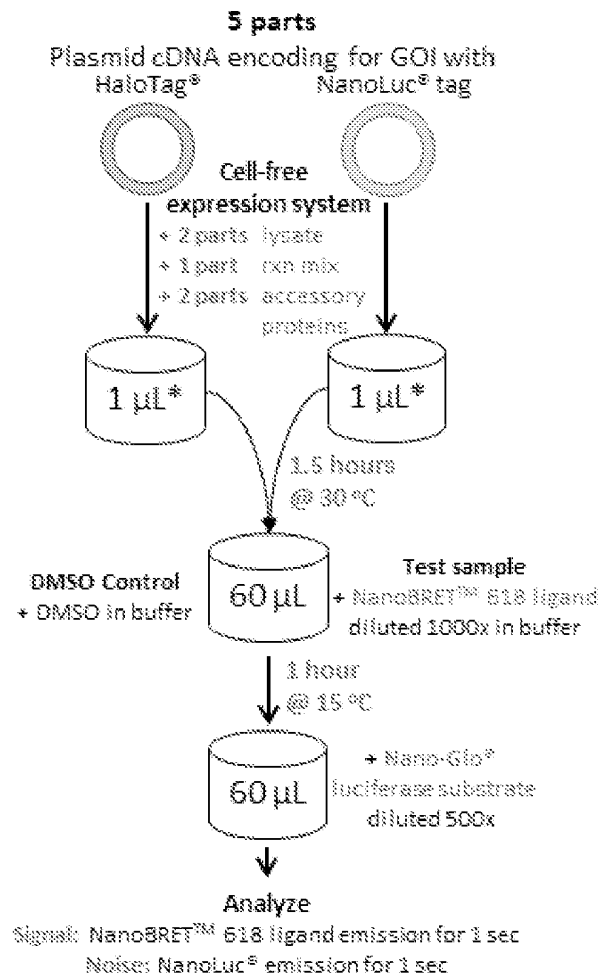 5 parts
Plasmid cDNA encoding for GOI with
HaloTag® NanoLuc® tag
Cell-free
expression system
+ 2 parts lysate
+ 1 part rxn mix
+ 2 parts accessory
proteins
1 µL* 1 µL*
1.5 hours
@ 30 °C
DMSO Control
+ DMSO in buffer
60 µL
Test sample
+ NanoBRET™ 618 ligand
diluted 1000x in buffer
1 hour
@ 15 °C
60 µL
+ Nano-Glo®
luciferase substrate
diluted 500x
Analyze
Signal: NanoBRET™ 618 ligand emission for 1 sec
Noise: NanoLuc® emission for 1 sec